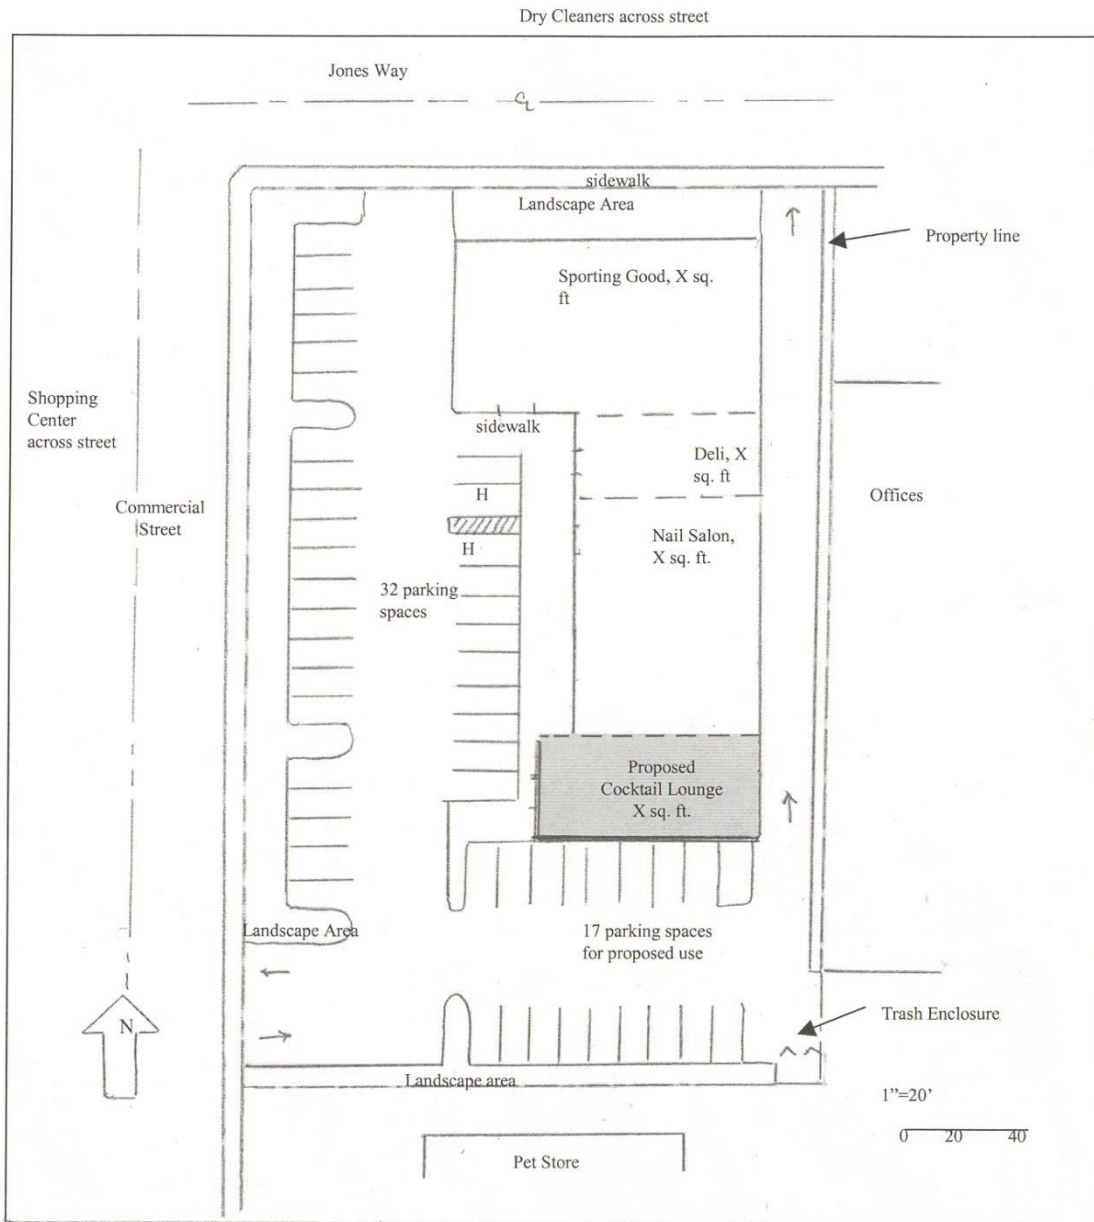 Dry Cleaners across street
Jones Way
CL
sidewalk
Landscape Area
Property line
Sporting Good, X sq.
ft
Shopping
Center
across street
sidewalk
Deli, X
sq. ft
Commercial
Street
H
Offices
Nail Salon,
X sq. ft.
H
32 parking
spaces
Proposed
Cocktail Lounge
X sq. ft.
Landscape Area
17 parking spaces
for proposed use
N
Trash Enclosure
Landscape area
1”=20’
0 20 40
Pet Store